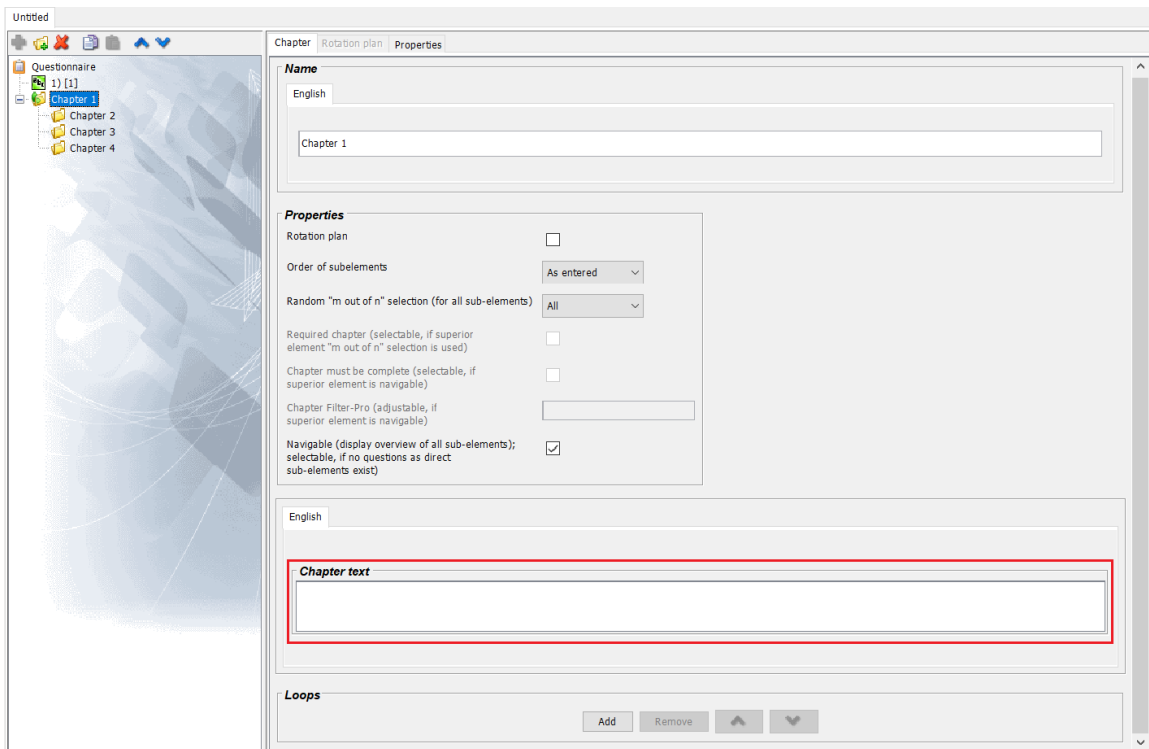 Untitled
Questionnaire
1) [1]
Chapter 1
Chapter 2
Chapter 3
Chapter 4
Chapter
Rotation plan
Properties
Name
English
Chapter 1
Properties
Rotation plan
Order of subelements
As entered
Random "m out of n" selection (for all sub-elements)
All
Required chapter (selectable, if superior
element "m out of n" selection is used)
Chapter must be complete (selectable, if
superior element is navigable)
Chapter Filter-Pro (adjustable, if
superior element is navigable)
Navigable (display overview of all sub-elements);
selectable, if no questions as direct
sub-elements exist)
English
Chapter text
Loops
Add
Remove